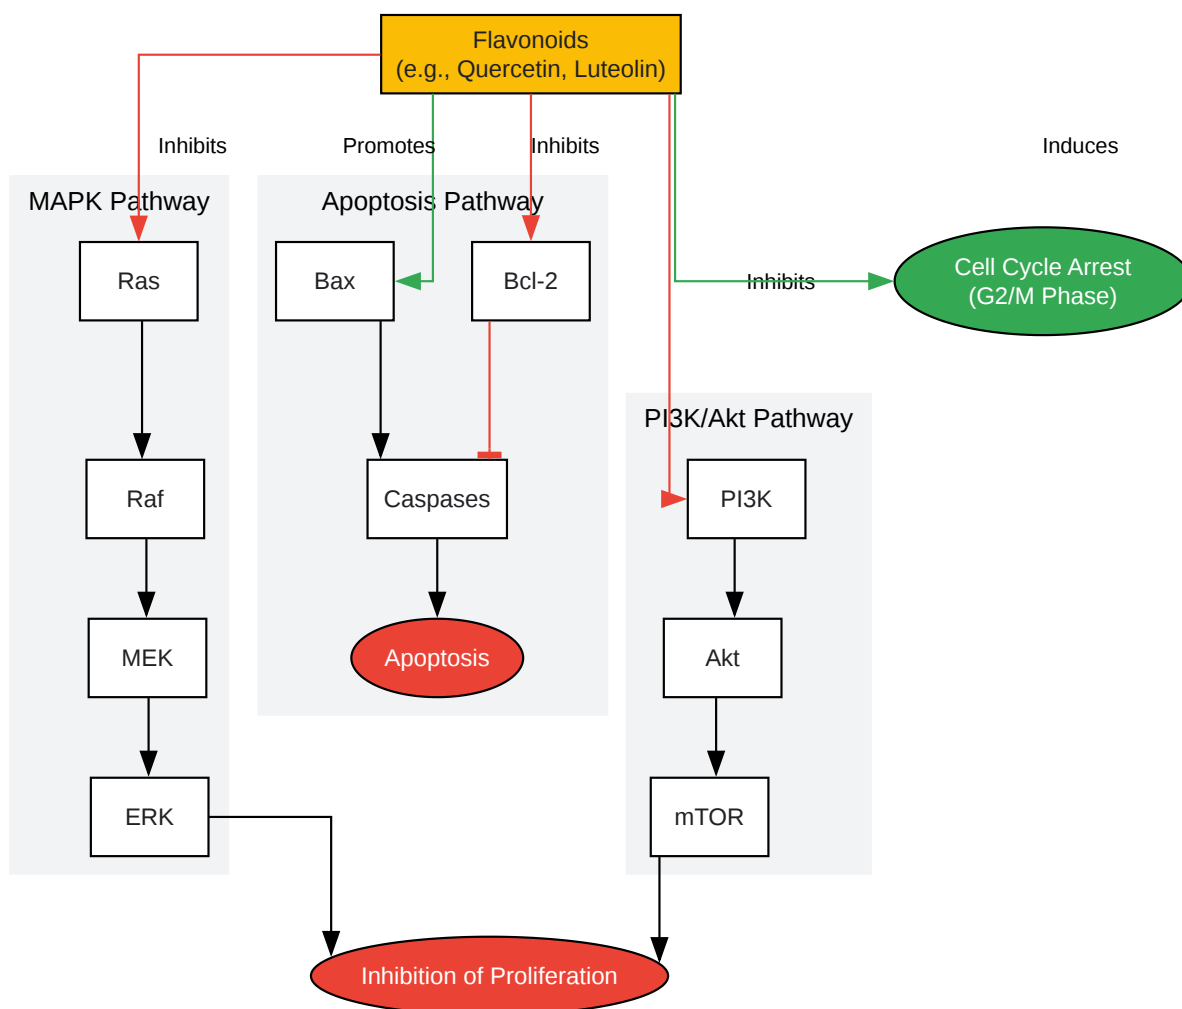 Flavonoids
(e.g., Quercetin, Luteolin)
Inhibits
Promotes
Inhibits
Induces
MAPK Pathway
Apoptosis Pathway
Ras
Bax
Bcl-2
Inhibits
Cell Cycle Arrest
(G2/M Phase)
PI3K/Akt Pathway
Raf
Caspases
PI3K
MEK
Apoptosis
Akt
ERK
mTOR
Inhibition of Proliferation